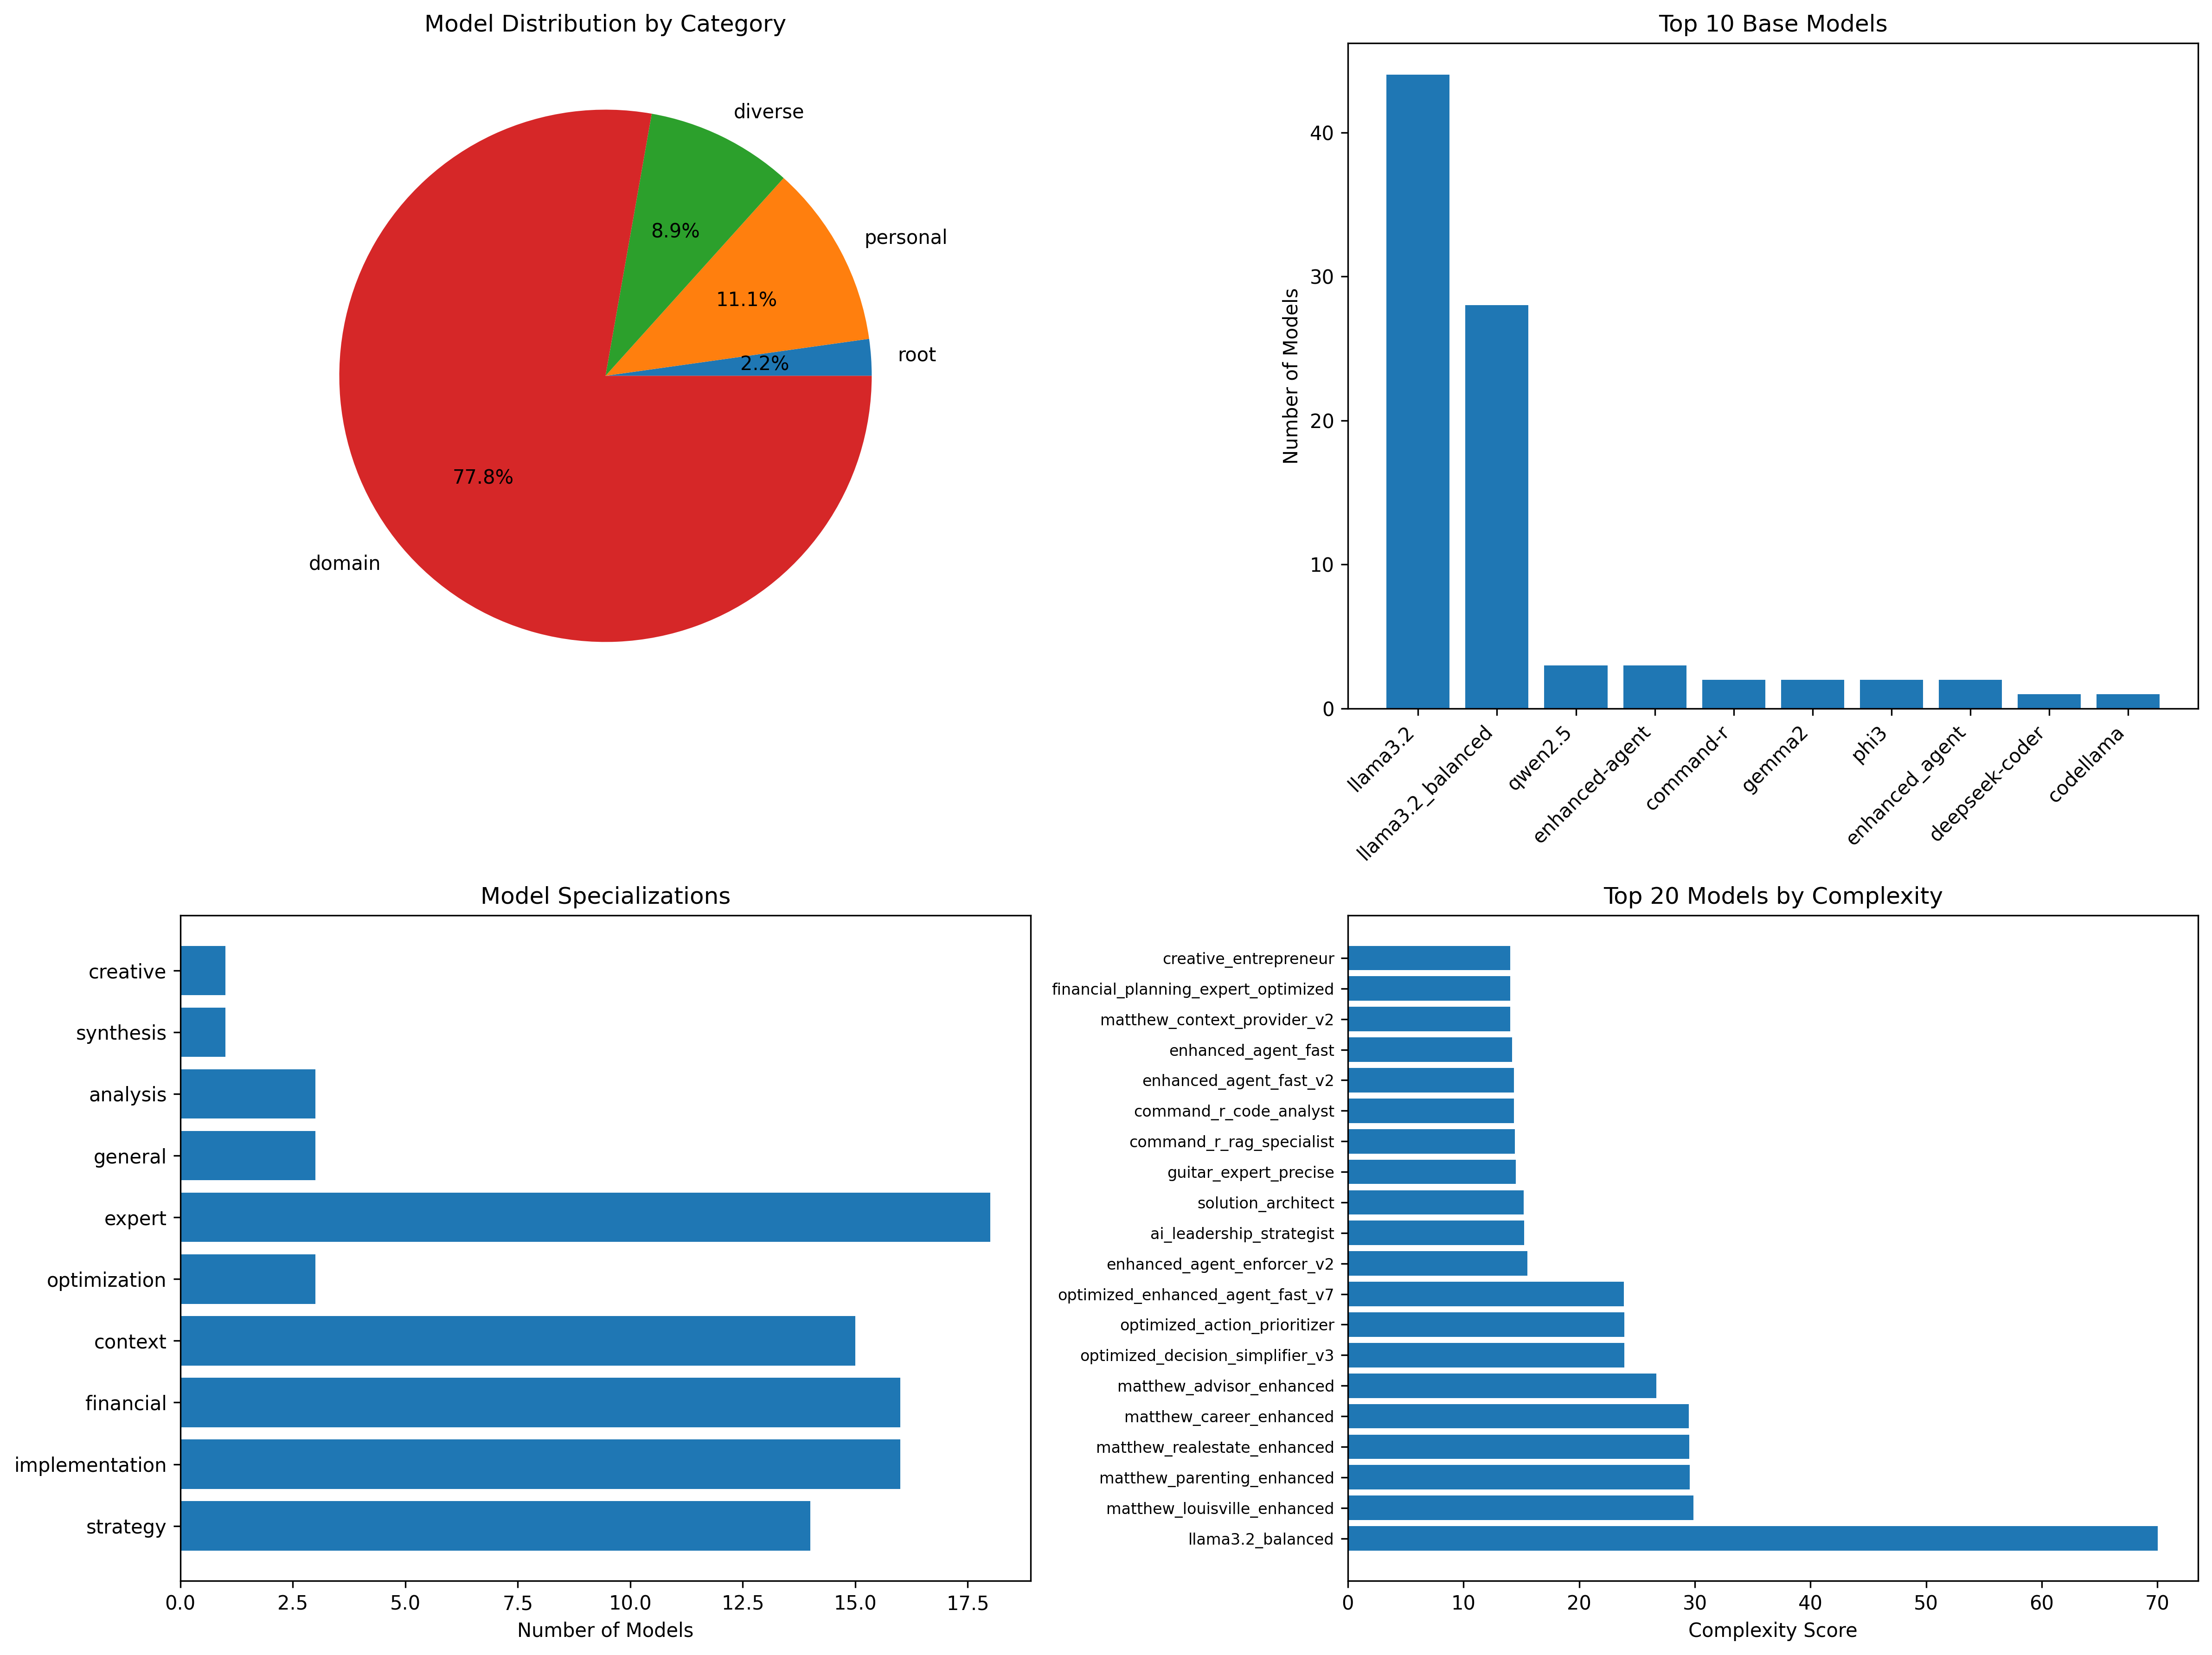 Model Distribution by Category
diverse
personal
root
domain
8.9%
11.1%
2.2%
77.8%
Top 10 Base Models
Number of Models
40
30
20
10
0
llama3.2
llama3.2_balanced
qwen2.5
enhanced-agent
command-r
gemma2
phi3
enhanced_agent
deepseek-coder
codellama
Model Specializations
creative
synthesis
analysis
general
expert
optimization
context
financial
implementation
strategy
0.0 2.5 5.0 7.5 10.0 12.5 15.0 17.5
Number of Models
Top 20 Models by Complexity
creative_entrepreneur
financial_planning_expert_optimized
matthew_context_provider_v2
enhanced_agent_fast
enhanced_agent_fast_v2
command_r_code_analyst
command_r_rag_specialist
guitar_expert_precise
solution_architect
ai_leadership_strategist
enhanced_agent_enforcer_v2
optimized_enhanced_agent_fast_v7
optimized_action_prioritizer
optimized_decision_simplifier_v3
matthew_advisor_enhanced
matthew_career_enhanced
matthew_realestate_enhanced
matthew_parenting_enhanced
matthew_louisville_enhanced
llama3.2_balanced
0 10 20 30 40 50 60 70
Complexity Score